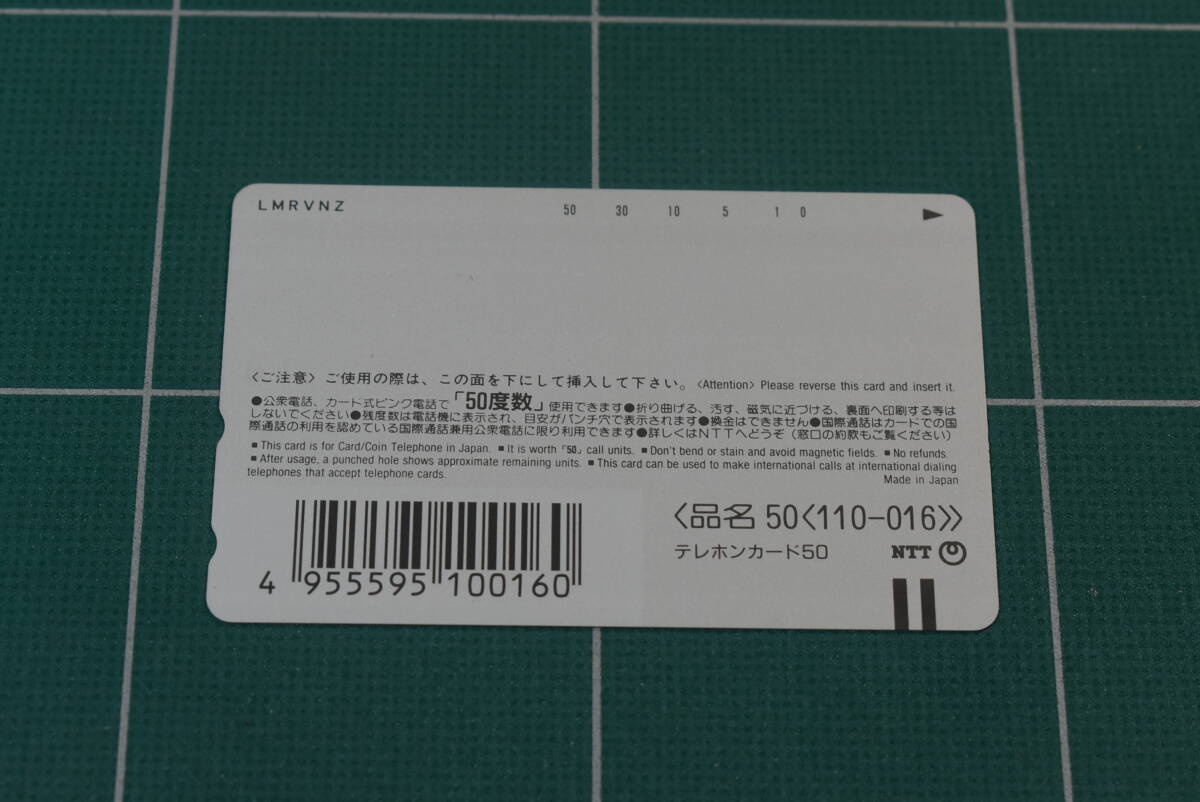 LMRVNZ 50 30 10 5 1 0 ▶
〈ご注意〉ご使用の際は、この面を下にして挿入して下さい。〈Attention〉Please reverse this card and insert it.
●公衆電話、カード式ピンク電話で「50度数」使用できます●折り曲げる、汚す、磁気に近づける、裏面へ印刷する等は
しないでください●残度数は電話機に表示され、目安がパンチ穴で表示されます●換金はできません●国際通話はカードでの国
際通話の利用を認めている国際通話兼用公衆電話に限り利用できます●詳しくはNTTへどうぞ（窓口の約款もご覧ください）
■ This card is for Card/Coin Telephone in Japan. ■ It is worth「50」call units. ■ Don't bend or stain and avoid magnetic fields. ■ No refunds.
■ After usage, a punched hole shows approximate remaining units. ■ This card can be used to make international calls at international dialing
telephones that accept telephone cards.
Made in Japan
〈品名 50〈110-016〉〉
テレホンカード50 NTT
4 955595 100160